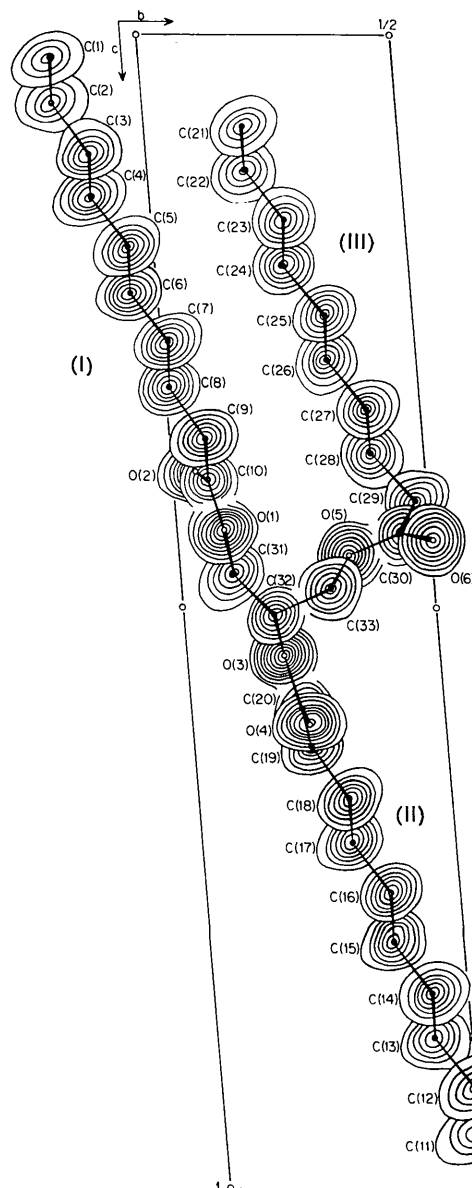 b
c
1/2
C(1)
C(2)
C(3)
C(4)
C(5)
C(6)
C(7)
(I)
C(8)
C(9)
O(2)
C(10)
O(1)
C(31)
C(21)
C(22)
C(23)
(III)
C(24)
C(25)
C(26)
C(27)
C(28)
C(29)
O(5)
O(6)
C(30)
C(32)
C(33)
O(3)
C(20)
O(4)
C(19)
C(18)
(II)
C(17)
C(16)
C(15)
C(14)
C(13)
C(12)
C(11)
1